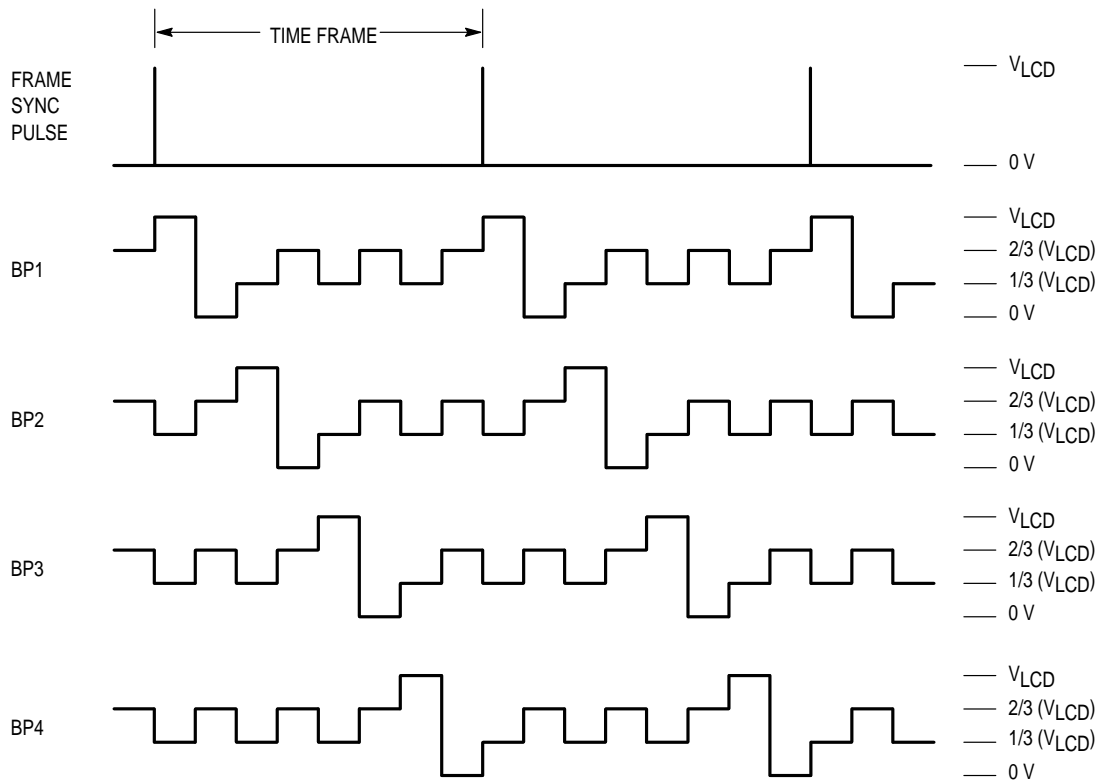 TIME FRAME
FRAME
SYNC
PULSE
VLCD
0 V
BP1
VLCD
2/3 (VLCD)
1/3 (VLCD)
0 V
BP2
VLCD
2/3 (VLCD)
1/3 (VLCD)
0 V
BP3
VLCD
2/3 (VLCD)
1/3 (VLCD)
0 V
BP4
VLCD
2/3 (VLCD)
1/3 (VLCD)
0 V